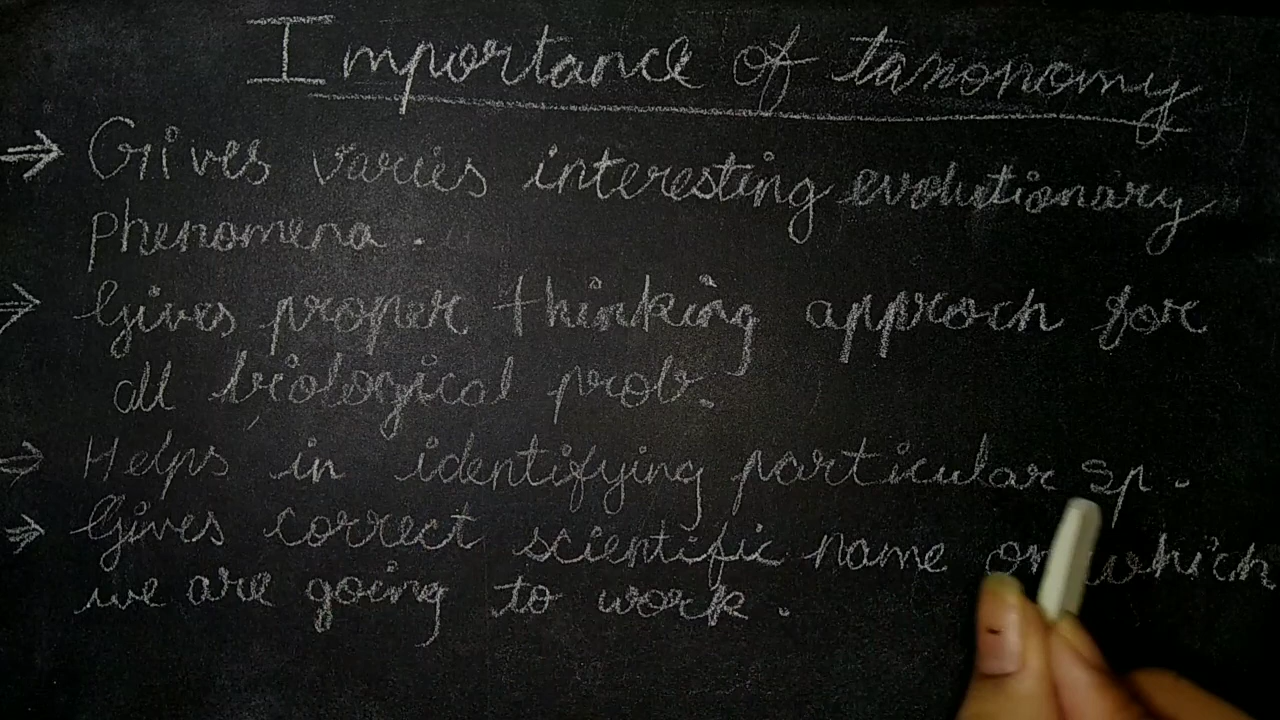 Importance of taxonomy
⇒ Gives varies interesting evolutionary
phenomena.
⇒ Gives proper thinking approch for
all biological prob.
⇒ Helps in identifying particular sp.
⇒ Gives correct scientific name on which
we are going to work.